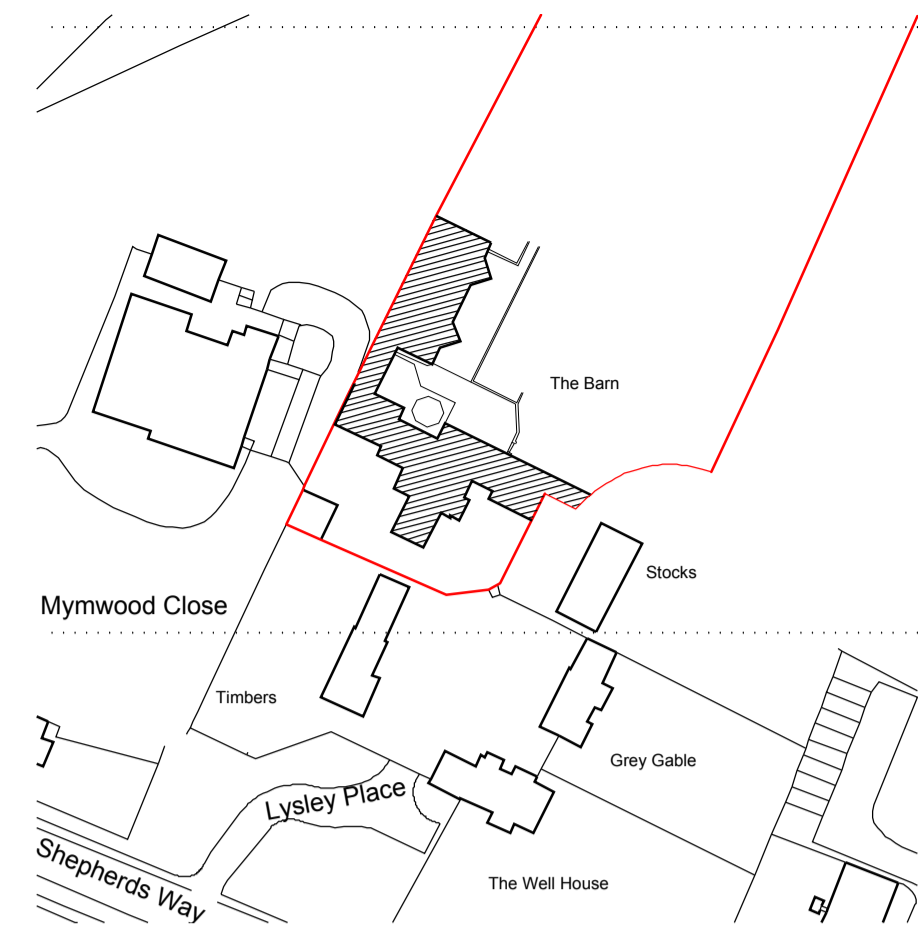 The Barn
Stocks
Mymwood Close
Timbers
Grey Gable
Lysley Place
Shepherds Way
The Well House